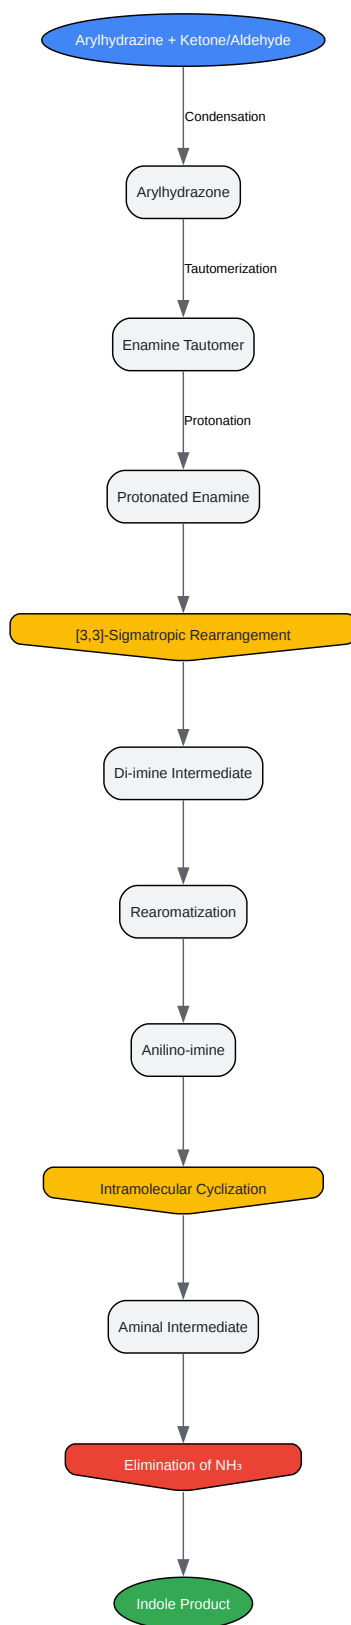 Arylhydrazine + Ketone/Aldehyde
Condensation
Arylhydrazone
Tautomerization
Enamine Tautomer
Protonation
Protonated Enamine
[3,3]-Sigmatropic Rearrangement
Di-imine Intermediate
Rearomatization
Anilino-imine
Intramolecular Cyclization
Aminal Intermediate
Elimination of NH₃
Indole Product